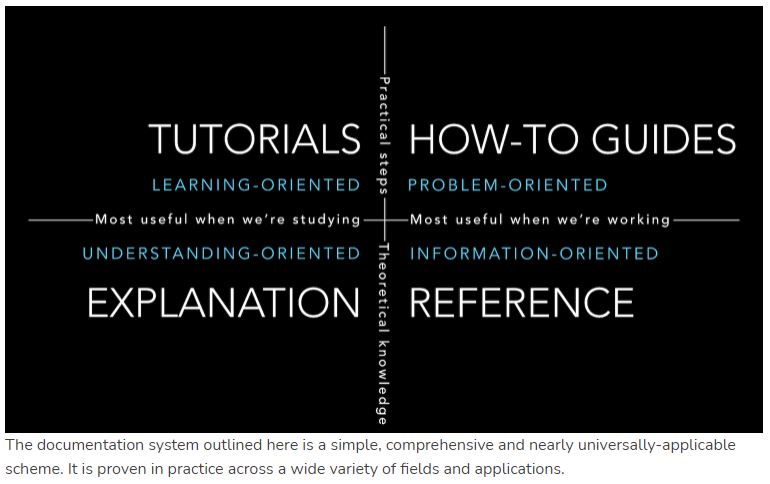 Practical steps
TUTORIALS
HOW-TO GUIDES
LEARNING-ORIENTED
PROBLEM-ORIENTED
Most useful when we're studying
Most useful when we're working
UNDERSTANDING-ORIENTED
INFORMATION-ORIENTED
EXPLANATION
REFERENCE
Theoretical knowledge
The documentation system outlined here is a simple, comprehensive and nearly universally-applicable
scheme. It is proven in practice across a wide variety of fields and applications.